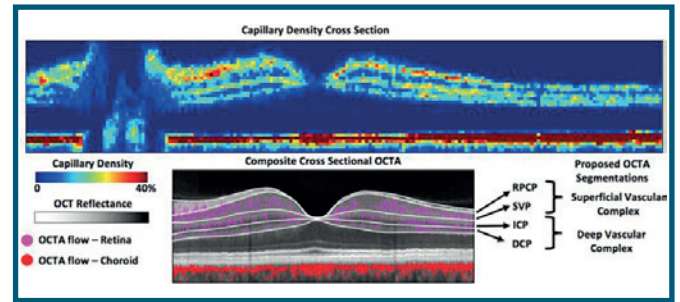 Capillary Density Cross Section
Capillary Density
0 40%
OCT Reflectance
OCTA flow – Retina
OCTA flow – Choroid
Composite Cross Sectional OCTA
RPCP
SVP
ICP
DCP
Proposed OCTA
Segmentations
Superficial Vascular
Complex
Deep Vascular
Complex